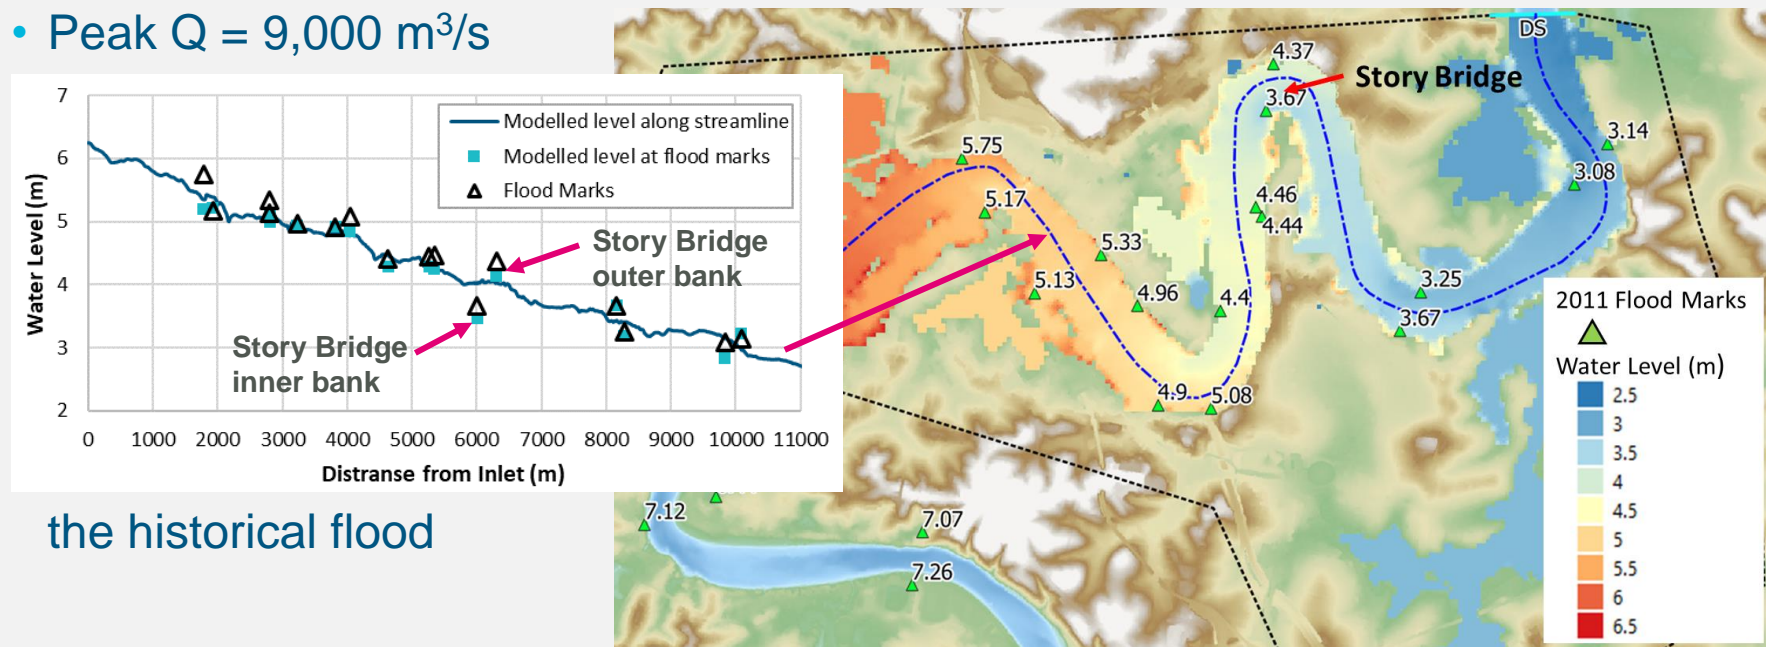 • Peak Q = 9,000 m³/s
7
6
5
4
3
2
Water Level (m)
0 1000 2000 3000 4000 5000 6000 7000 8000 9000 10000 11000
Distranse from Inlet (m)
Modelled level along streamline
Modelled level at flood marks
Flood Marks
Story Bridge
outer bank
Story Bridge
inner bank
the historical flood
DS
4.37
Story Bridge
3.67
3.14
5.75
3.08
5.17
4.46
4.44
5.33
5.13
3.25
4.96
4.4
3.67
4.9
5.08
7.12
7.07
7.26
2011 Flood Marks
Water Level (m)
2.5
3
3.5
4
4.5
5
5.5
6
6.5